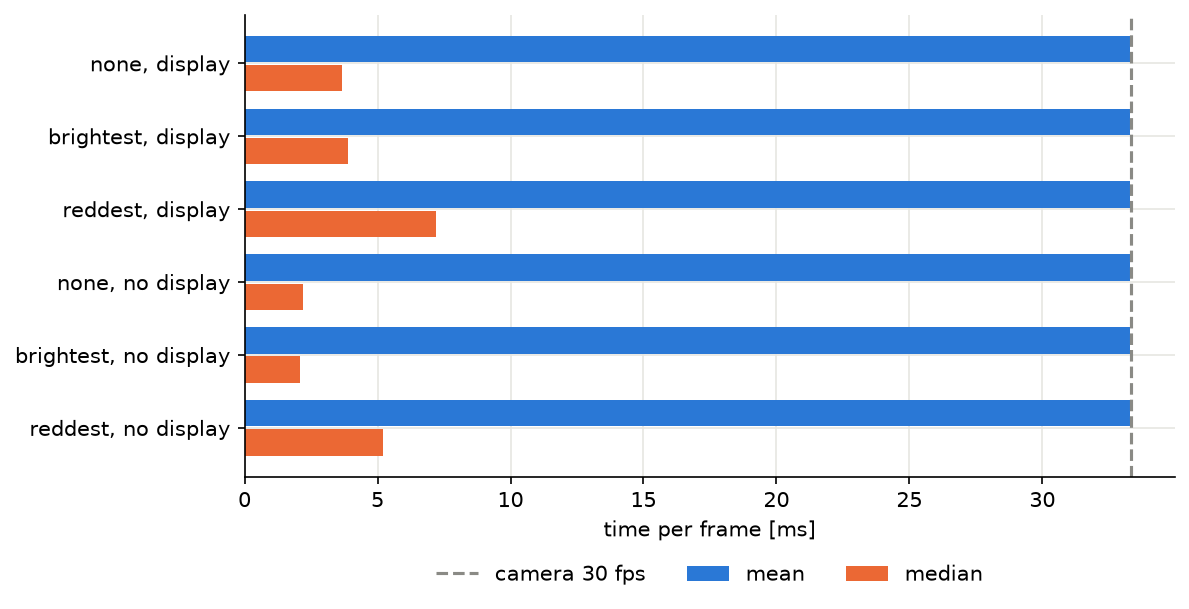 none, display
brightest, display
reddest, display
none, no display
brightest, no display
reddest, no display
0 5 10 15 20 25 30
time per frame [ms]
camera 30 fps mean median